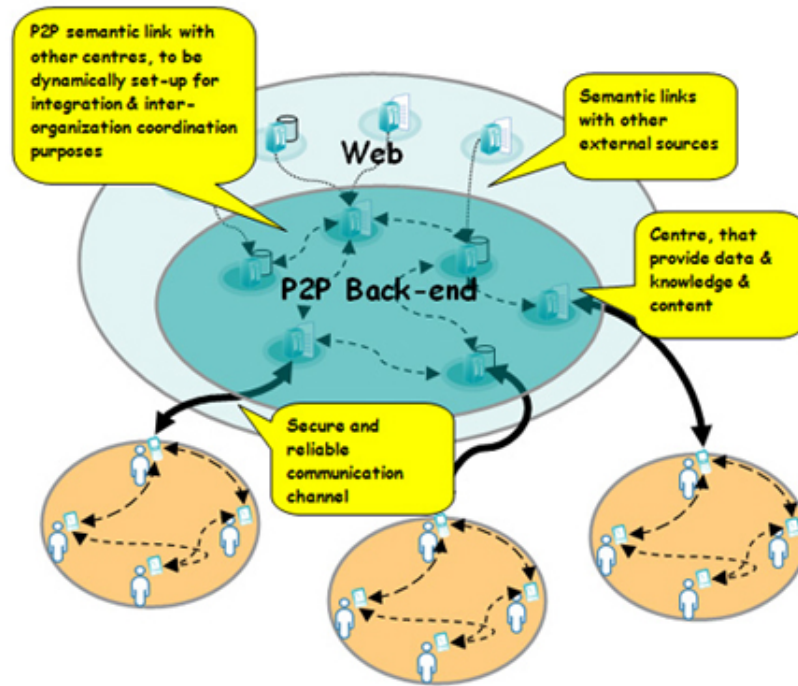 P2P semantic link with
other centres, to be
dynamically set-up for
integration & inter-
organization coordination
purposes
Semantic links
with other
external sources
Web
Centre, that
provide data &
knowledge &
content
P2P Back-end
Secure and
reliable
communication
channel